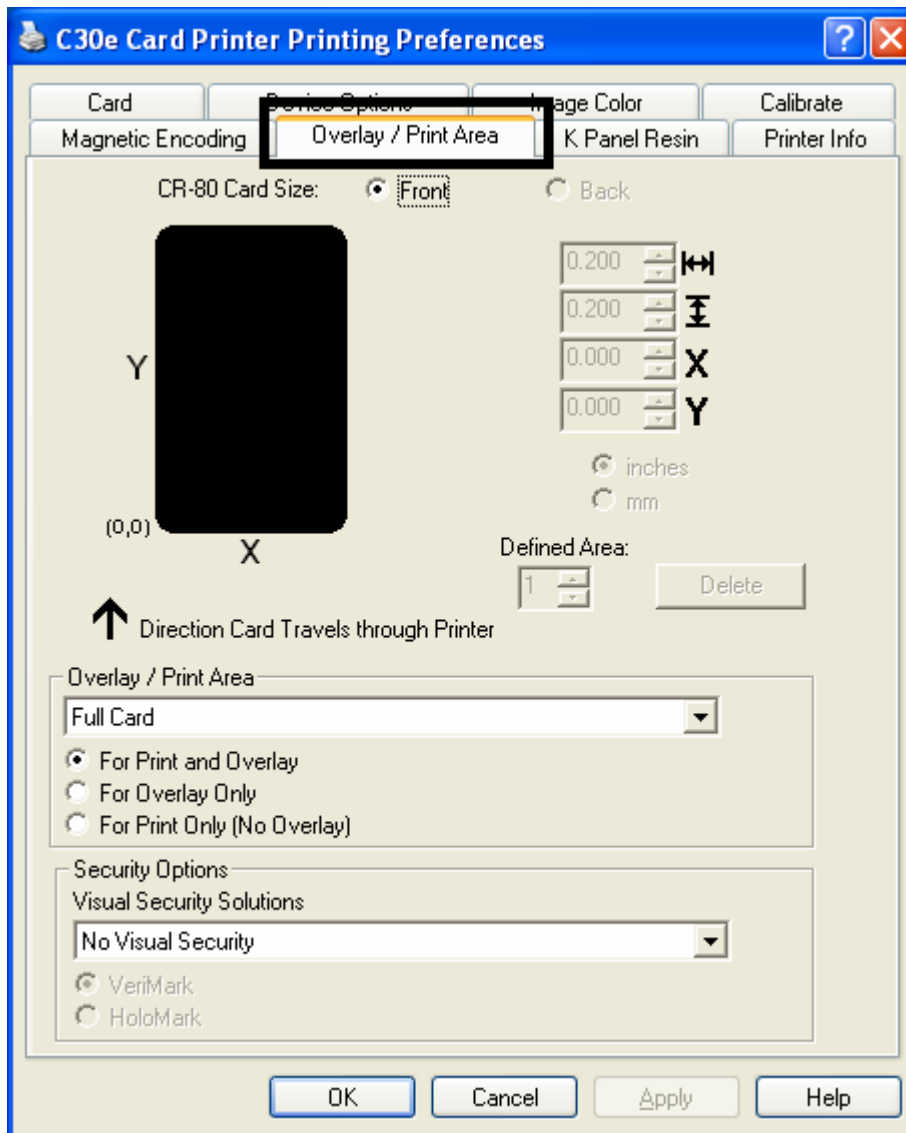 C30e Card Printer Printing Preferences
Card Device Options Image Color Calibrate
Magnetic Encoding Overlay / Print Area K Panel Resin Printer Info
CR-80 Card Size: Front Back
0.200
0.200
0.000 X
0.000 Y
Y
inches
mm
(0,0)
X
Defined Area:
1 Delete
Direction Card Travels through Printer
Overlay / Print Area
Full Card
For Print and Overlay
For Overlay Only
For Print Only (No Overlay)
Security Options
Visual Security Solutions
No Visual Security
VeriMark
HoloMark
OK Cancel Apply Help